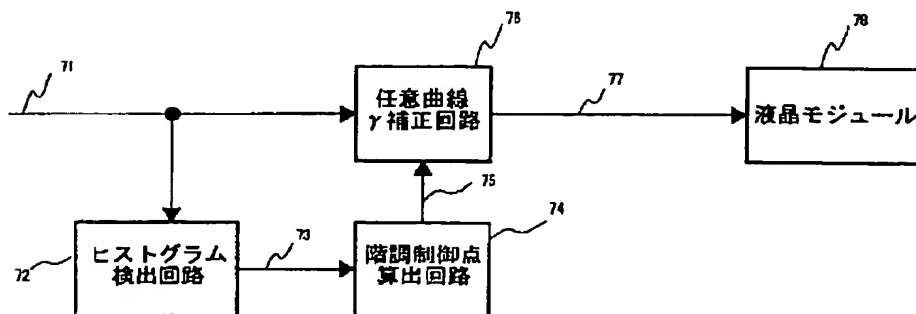 76
78
71
任意曲線
γ補正回路
77
液晶モジュール
75
74
72
ヒストグラム
検出回路
73
階調制御点
算出回路